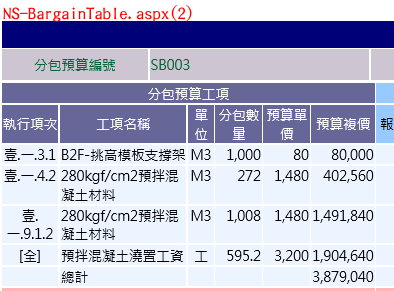 NS-BargainTable.aspx(2)
分包預算編號 SB003
分包預算工項
執行項次 工項名稱 單位 分包數量 預算單價 預算複價 報
壹.一.3.1 B2F-挑高模板支撐架 M3 1,000 80 80,000
壹.一.4.2 280kgf/cm2預拌混凝土材料 M3 272 1,480 402,560
壹.一.9.1.2 280kgf/cm2預拌混凝土材料 M3 1,008 1,480 1,491,840
[全] 預拌混凝土澆置工資 工 595.2 3,200 1,904,640
總計 3,879,040